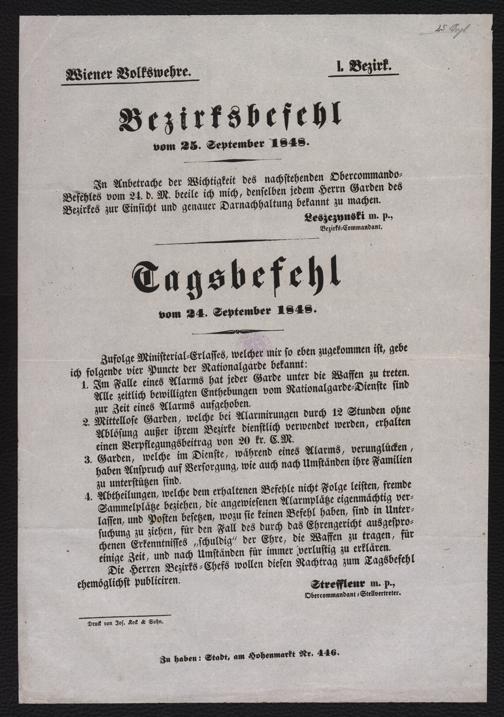 25 Sept
Wiener Volkswehre.
I. Bezirk.
Bezirksbefehl
vom 25. September 1848.
In Anbetrache der Wichtigkeit des nachstehenden Obercommando-
Befehles vom 24. d. M. beeile ich mich, denselben jedem Herrn Garden des
Bezirkes zur Einsicht und genauer Darnachhaltung bekannt zu machen.
Leszczynski m. p.,
Bezirks-Commandant.
Tagsbefehl
vom 24. September 1848.
Zufolge Ministerial-Erlasses, welcher mir so eben zugekommen ist, gebe
ich folgende vier Puncte der Nationalgarde bekannt:
1. Im Falle eines Alarms hat jeder Garde unter die Waffen zu treten.
Alle zeitlich bewilligten Enthebungen vom Nationalgarde-Dienste sind
zur Zeit eines Alarms aufgehoben.
2. Mittellose Garden, welche bei Alarmirungen durch 12 Stunden ohne
Ablösung außer ihrem Bezirke dienstlich verwendet werden, erhalten
einen Verpflegungsbeitrag von 20 kr. C.M.
3. Garden, welche im Dienste, während eines Alarms, verunglücken,
haben Anspruch auf Versorgung, wie auch nach Umständen ihre Familien
zu unterstützen sind.
4. Abtheilungen, welche dem erhaltenen Befehle nicht Folge leisten, fremde
Sammelplätze beziehen, die angewiesenen Alarmplätze eigenmächtig ver-
lassen, und Posten besetzen, wozu sie keinen Befehl haben, sind in Unter-
suchung zu ziehen, für den Fall des durch das Ehrengericht ausgespro-
chenen Erkenntnisses „schuldig" der Ehre, die Waffen zu tragen, für
einige Zeit, und nach Umständen für immer verlustig zu erklären.
Die Herren Bezirks-Chefs wollen diesen Nachtrag zum Tagsbefehl
ehemöglichst publiciren.
Streffleur m. p.,
Obercommandant-Stellvertreter.
Druck von Jos. Keck & Sohn.
Zu haben: Stadt, am Hohenmarkt Nr. 446.